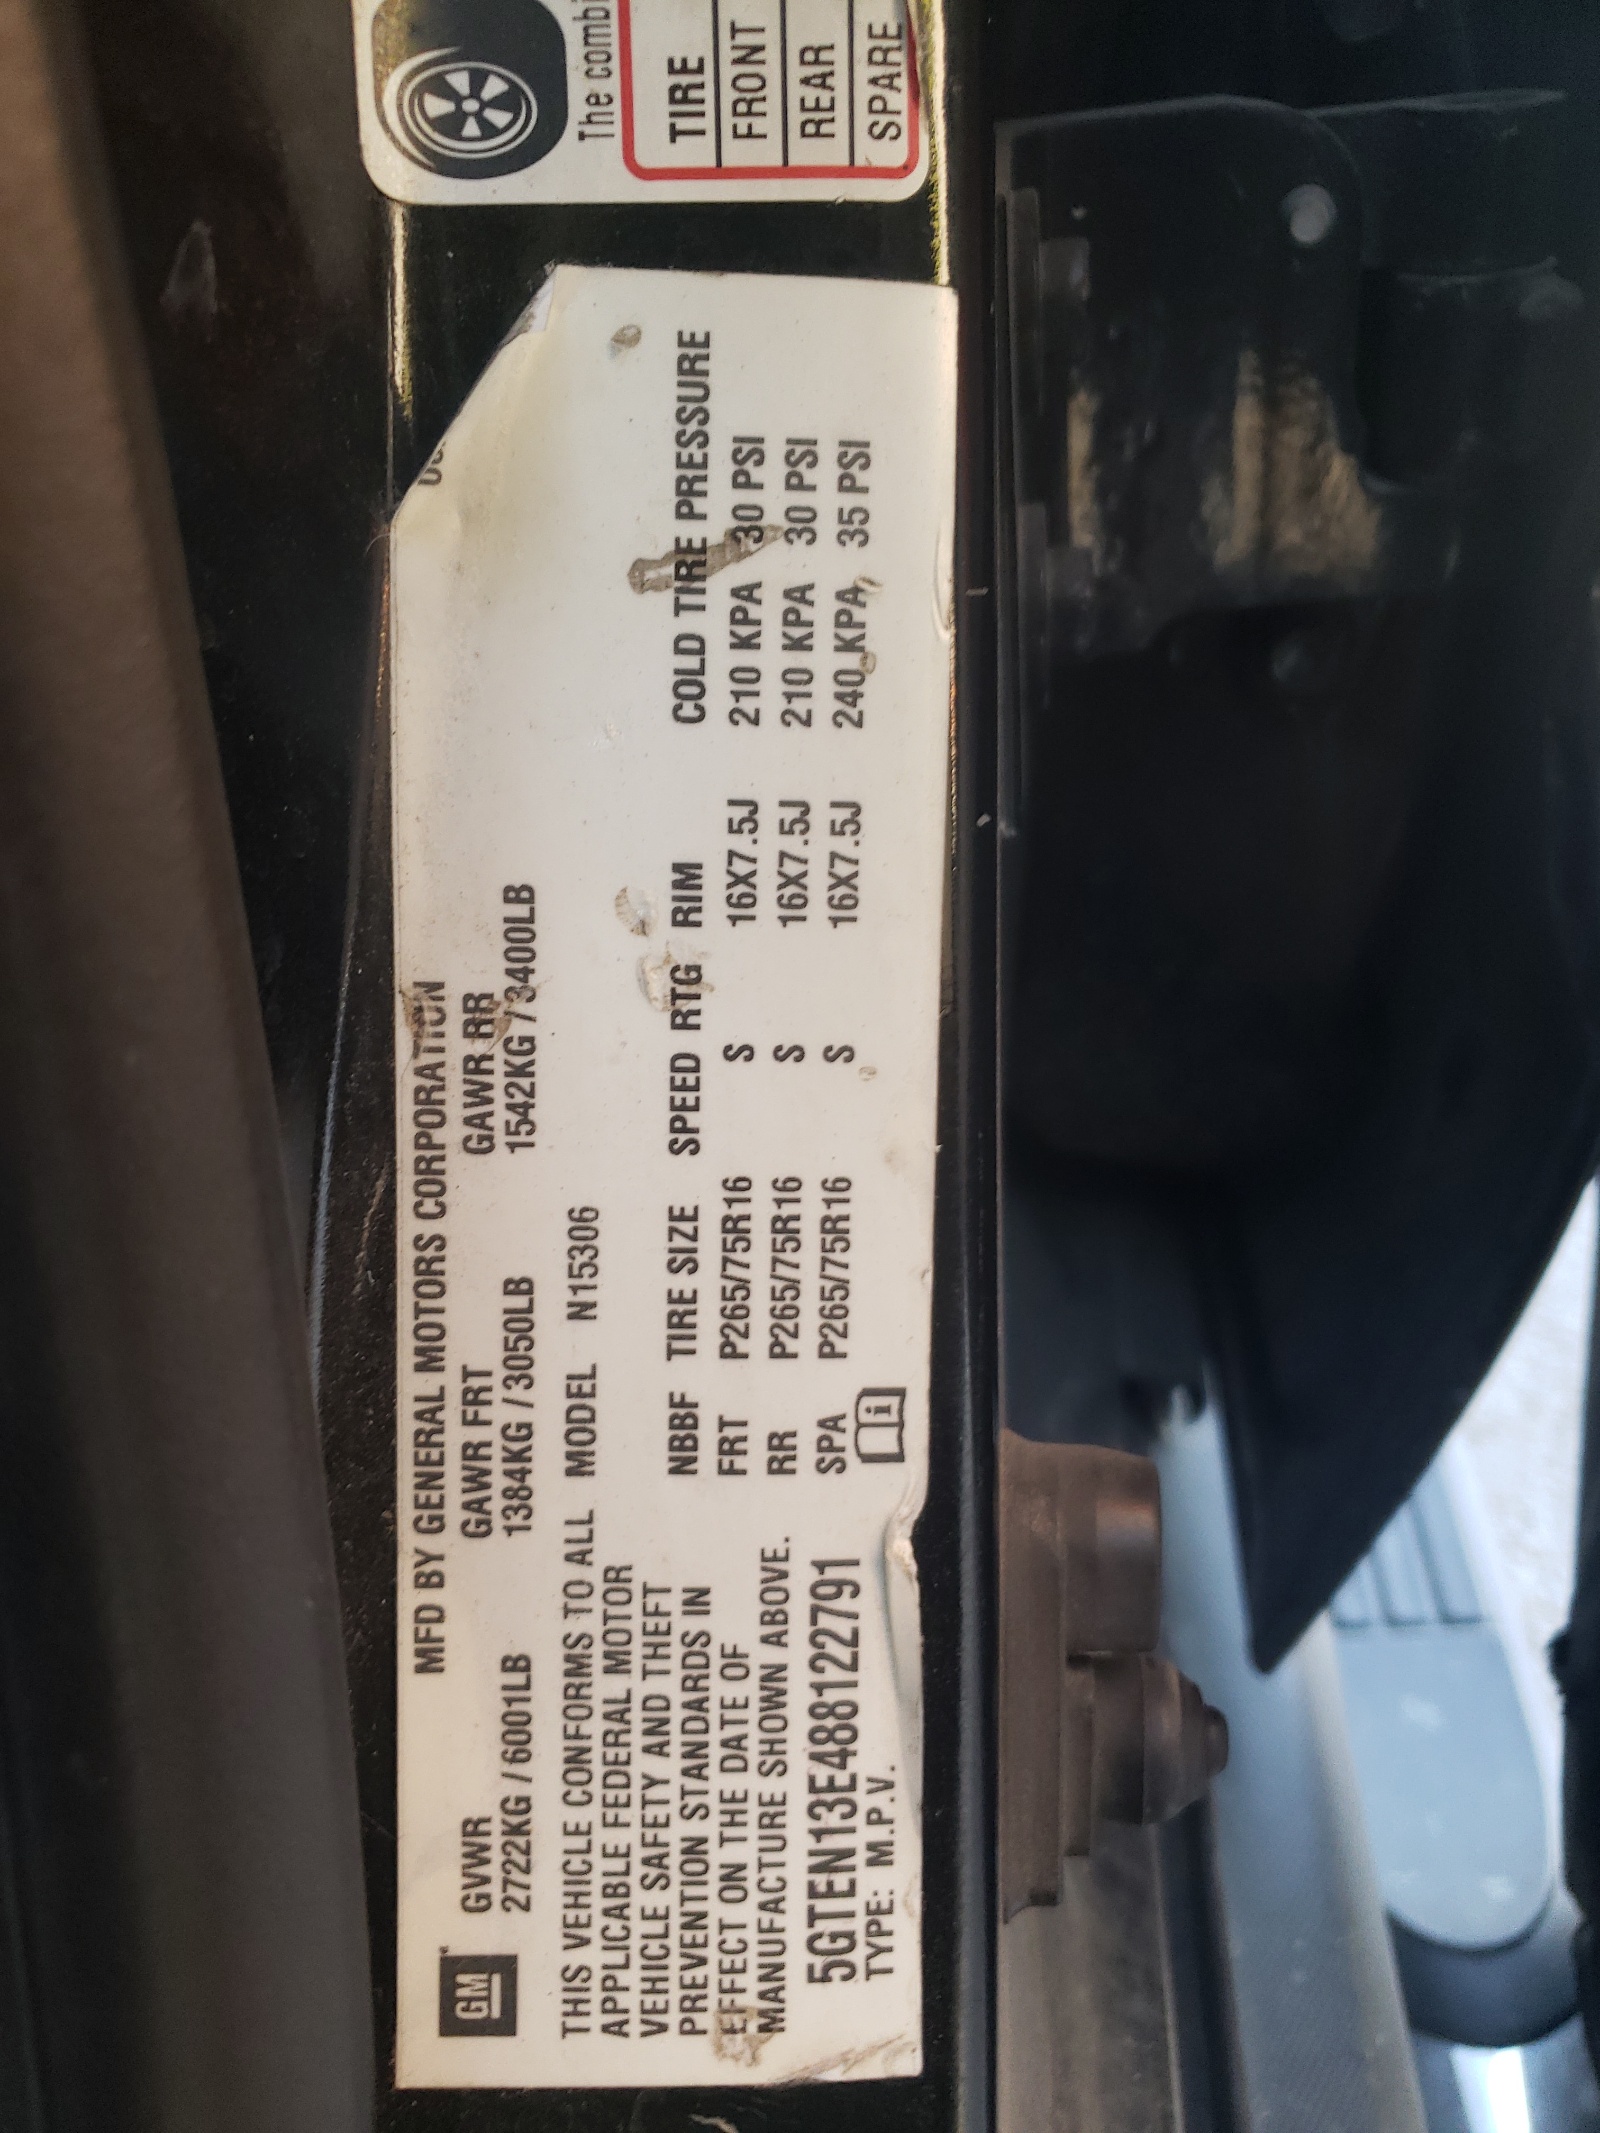 MFD BY GENERAL MOTORS CORPORATION
GM
GVWR GAWR FRT GAWR RR
2722KG / 6001LB 1384KG / 3050LB 1542KG / 3400LB
THIS VEHICLE CONFORMS TO ALL MODEL N15306
APPLICABLE FEDERAL MOTOR
VEHICLE SAFETY AND THEFT
PREVENTION STANDARDS IN
EFFECT ON THE DATE OF
MANUFACTURE SHOWN ABOVE.
5GTEN13E488122791
TYPE: M.P.V.
NBBF TIRE SIZE SPEED RTG RIM COLD TIRE PRESSURE
FRT P265/75R16 S 16X7.5J 210 KPA 30 PSI
RR P265/75R16 S 16X7.5J 210 KPA 30 PSI
SPA P265/75R16 S 16X7.5J 240 KPA 35 PSI
i
The combi
TIRE
FRONT
REAR
SPARE